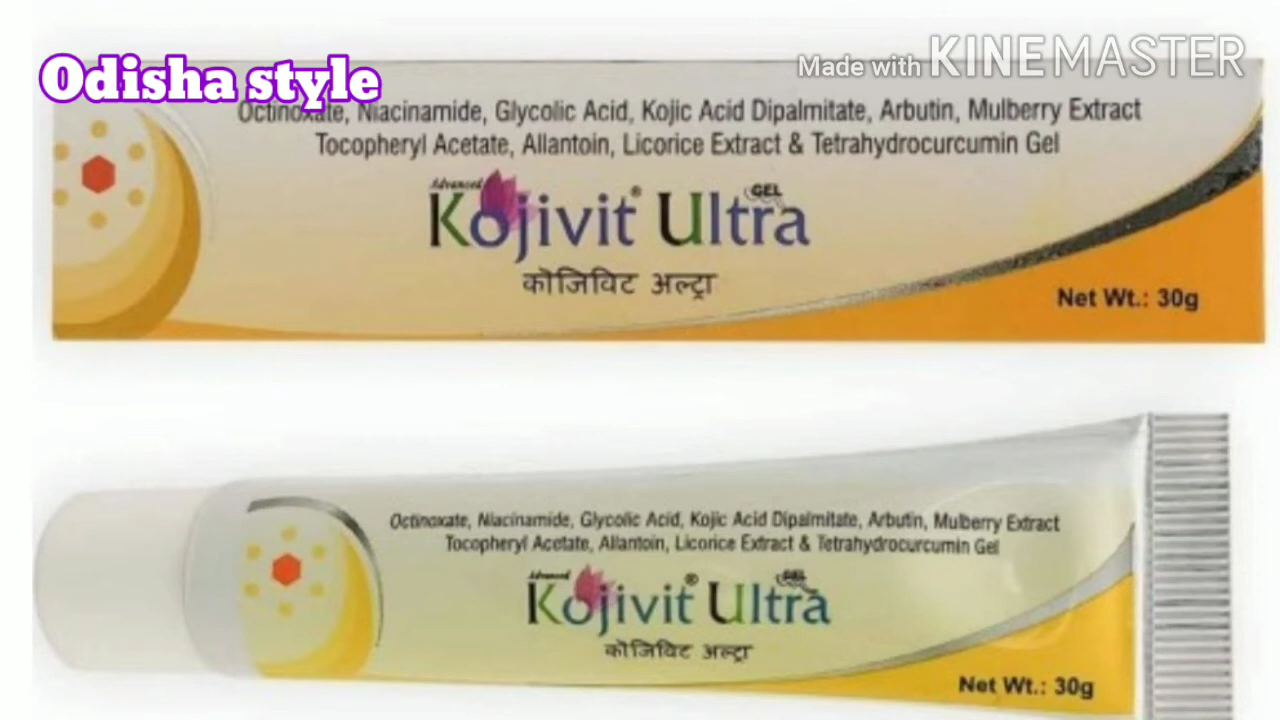 Odisha style
Made with KINEMASTER
Octinoxate, Niacinamide, Glycolic Acid, Kojic Acid Dipalmitate, Arbutin, Mulberry Extract
Tocopheryl Acetate, Allantoin, Licorice Extract & Tetrahydrocurcumin Gel
Advanced
Kojivit® Ultra GEL
कोजिविट अल्ट्रा
Net Wt.: 30g
Octinoxate, Niacinamide, Glycolic Acid, Kojic Acid Dipalmitate, Arbutin, Mulberry Extract
Tocopheryl Acetate, Allantoin, Licorice Extract & Tetrahydrocurcumin Gel
Advanced
Kojivit® Ultra GEL
कोजिविट अल्ट्रा
Net Wt.: 30g